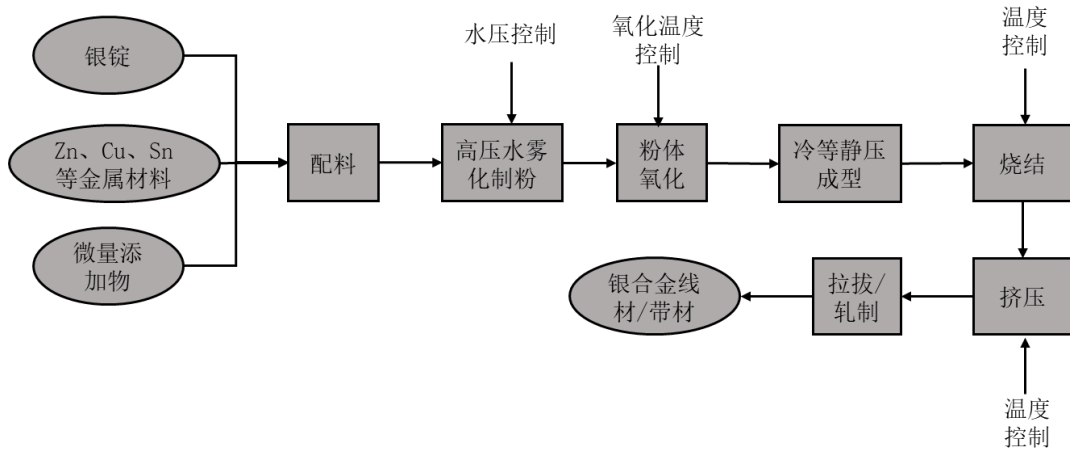 银锭
Zn、Cu、Sn
等金属材料
微量添
加物
配料
水压控制
高压水雾
化制粉
氧化温度
控制
粉体
氧化
冷等静压
成型
温度
控制
烧结
挤压
温度
控制
拉拔/
轧制
银合金线
材/带材